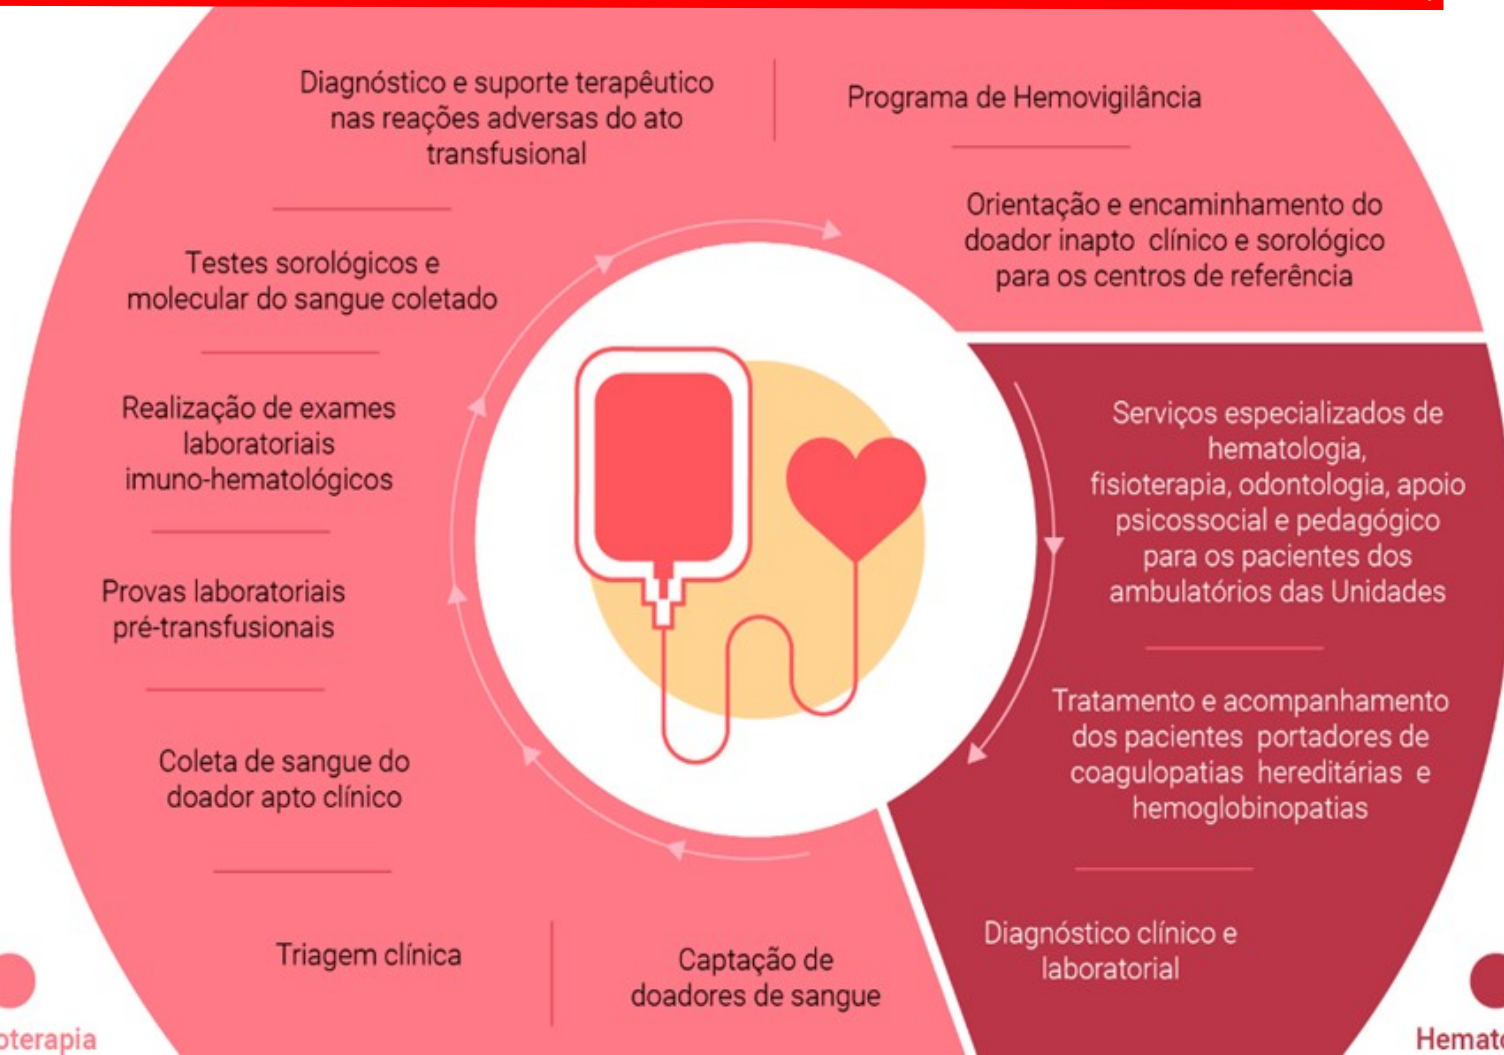 Diagnóstico e suporte terapêutico
nas reações adversas do ato
transfusional
Programa de Hemovigilância
Orientação e encaminhamento do
doador inapto clínico e sorológico
para os centros de referência
Testes sorológicos e
molecular do sangue coletado
Realização de exames
laboratoriais
imuno-hematológicos
Provas laboratoriais
pré-transfusionais
Coleta de sangue do
doador apto clínico
Triagem clínica
Captação de
doadores de sangue
Serviços especializados de
hematologia,
fisioterapia, odontologia, apoio
psicossocial e pedagógico
para os pacientes dos
ambulatórios das Unidades
Tratamento e acompanhamento
dos pacientes portadores de
coagulopatias hereditárias e
hemoglobinopatias
Diagnóstico clínico e
laboratorial